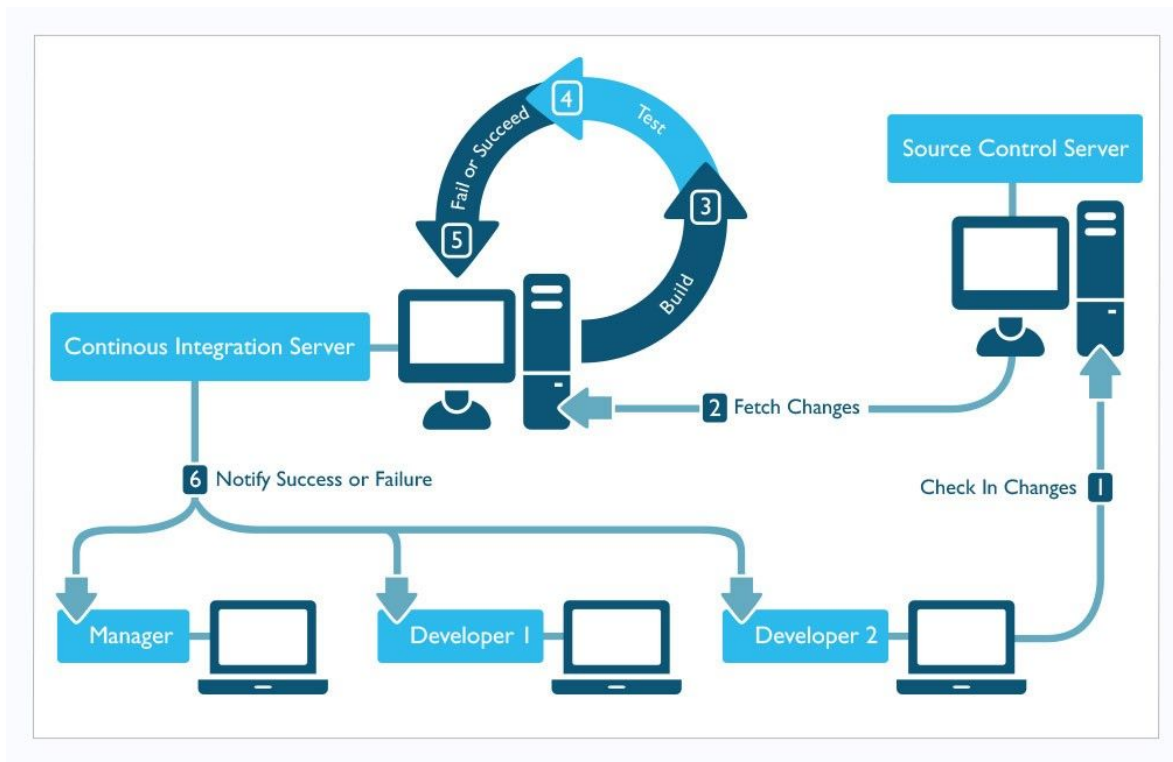 4
Test
Fail or Succeed
Source Control Server
3
5
Build
Continous Integration Server
2 Fetch Changes
6 Notify Success or Failure
Check In Changes 1
Manager
Developer 1
Developer 2